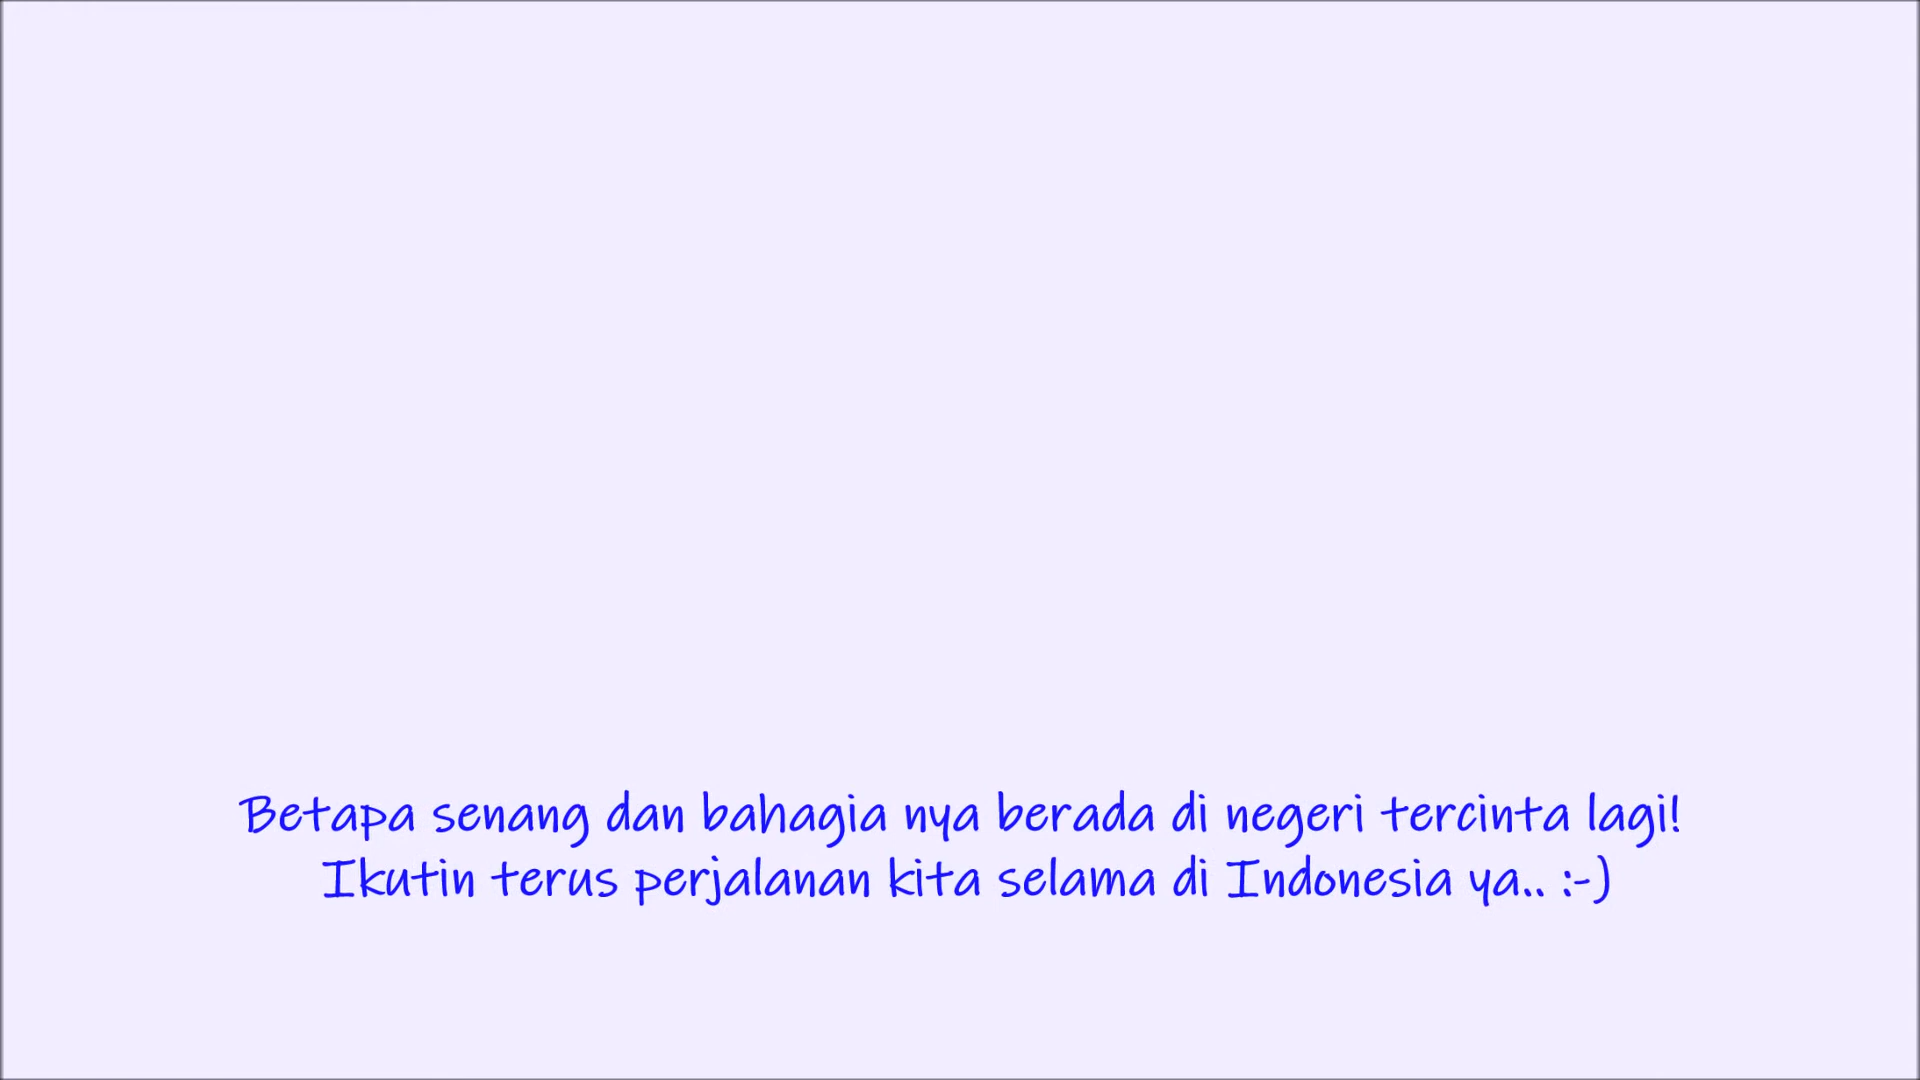 Betapa senang dan bahagia nya berada di negeri tercinta lagi!
Ikutin terus perjalanan kita selama di Indonesia ya.. :-)